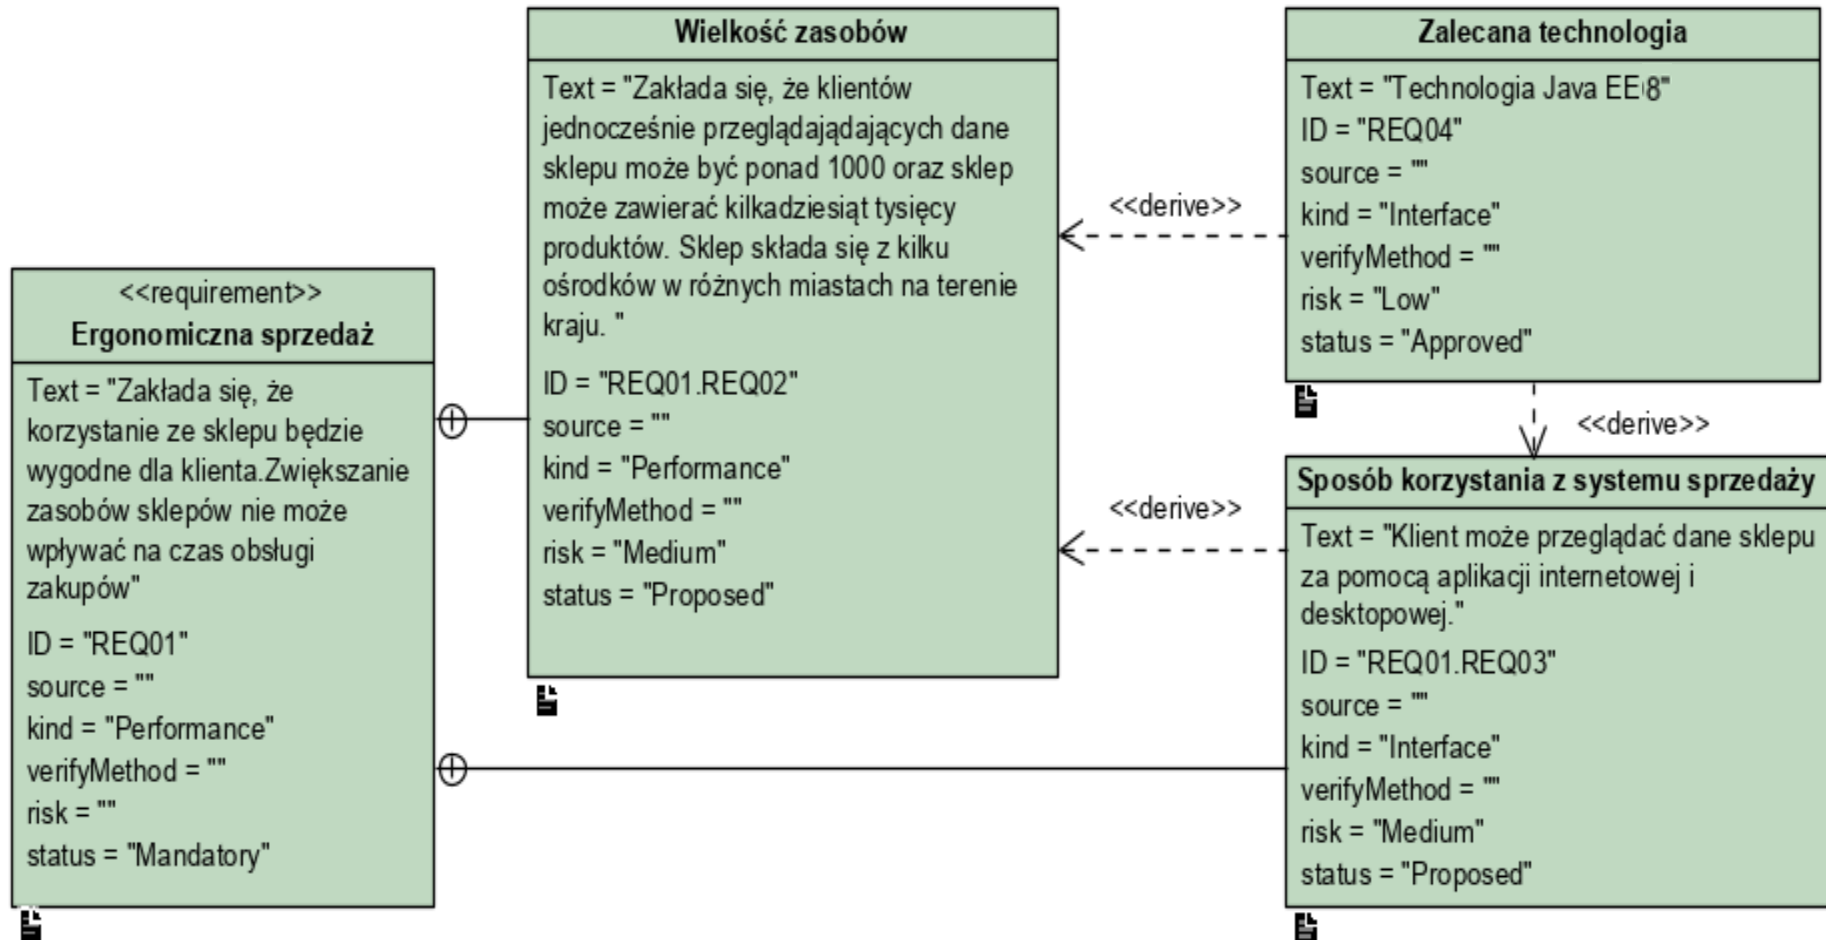 <<requirement>>
Ergonomiczna sprzedaż
Text = "Zakłada się, że
korzystanie ze sklepu będzie
wygodne dla klienta.Zwiększanie
zasobów sklepów nie może
wpływać na czas obsługi
zakupów"
ID = "REQ01"
source = ""
kind = "Performance"
verifyMethod = ""
risk = ""
status = "Mandatory"
Wielkość zasobów
Text = "Zakłada się, że klientów
jednocześnie przeglądajądających dane
sklepu może być ponad 1000 oraz sklep
może zawierać kilkadziesiąt tysięcy
produktów. Sklep składa się z kilku
ośrodków w różnych miastach na terenie
kraju. "
ID = "REQ01.REQ02"
source = ""
kind = "Performance"
verifyMethod = ""
risk = "Medium"
status = "Proposed"
<<derive>>
<<derive>>
Zalecana technologia
Text = "Technologia Java EE 8"
ID = "REQ04"
source = ""
kind = "Interface"
verifyMethod = ""
risk = "Low"
status = "Approved"
<<derive>>
Sposób korzystania z systemu sprzedaży
Text = "Klient może przeglądać dane sklepu
za pomocą aplikacji internetowej i
desktopowej."
ID = "REQ01.REQ03"
source = ""
kind = "Interface"
verifyMethod = ""
risk = "Medium"
status = "Proposed"